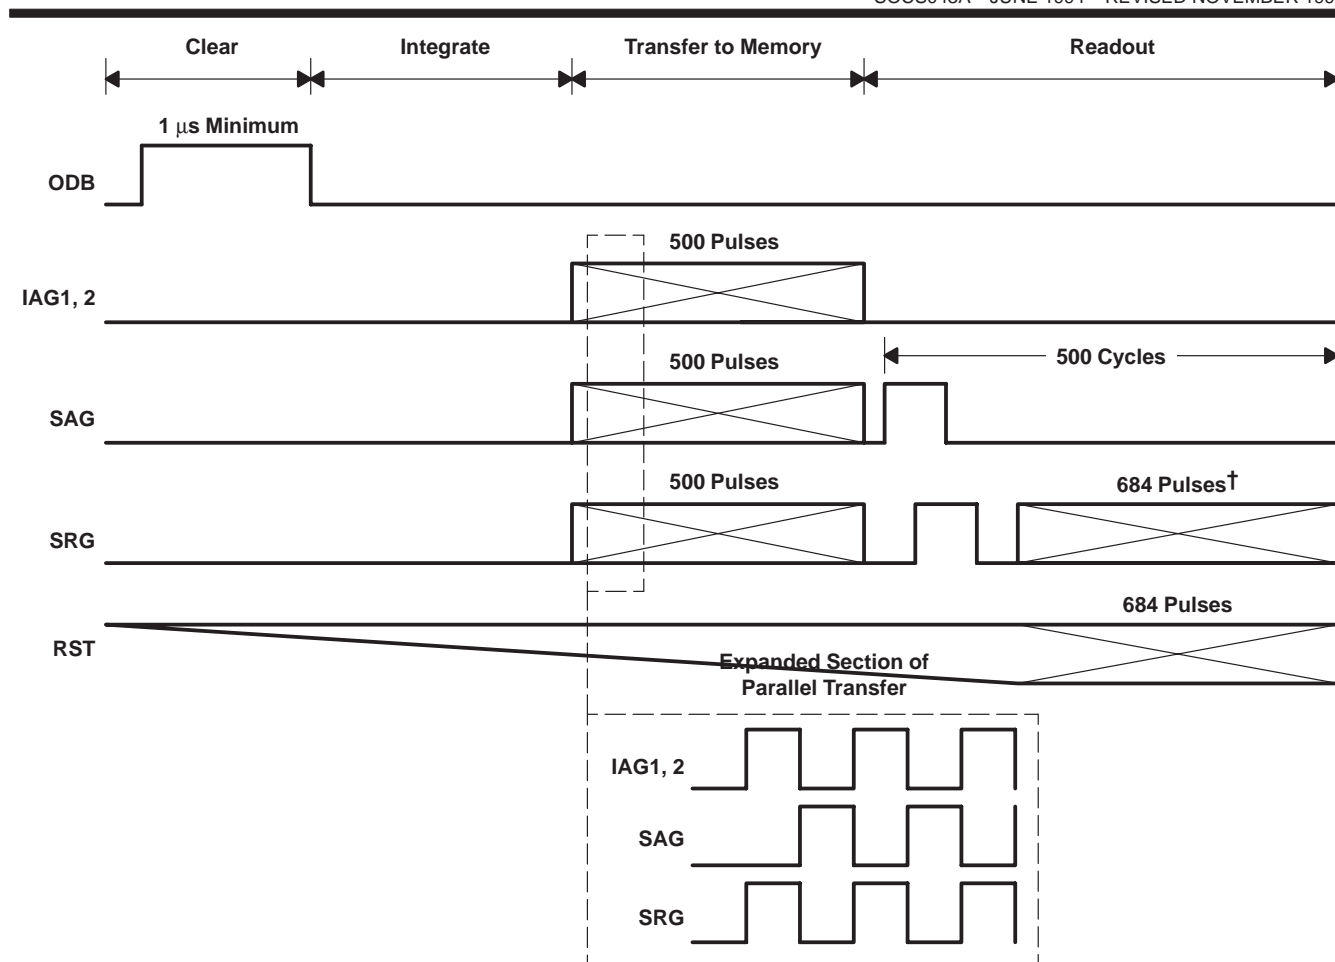 Clear Integrate Transfer to Memory Readout
1 μs Minimum
ODB
500 Pulses
IAG1, 2
500 Cycles
500 Pulses
SAG
500 Pulses
684 Pulses†
SRG
684 Pulses
RST
Expanded Section of
Parallel Transfer
IAG1, 2
SAG
SRG